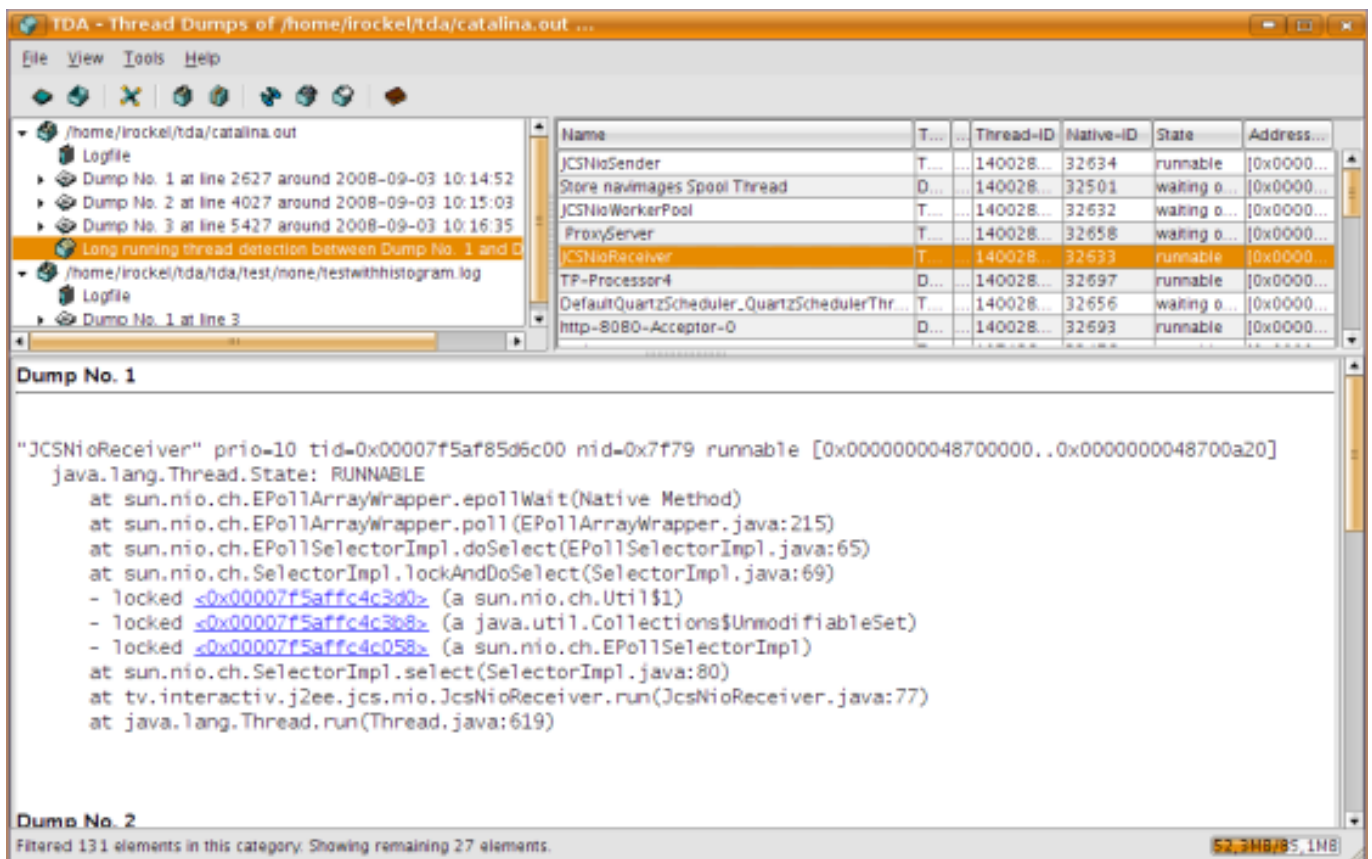 TDA - Thread Dumps of /home/irockel/tda/catalina.out ...
File View Tools Help
/home/irockel/tda/catalina.out
Logfile
Dump No. 1 at line 2627 around 2008-09-03 10:14:52
Dump No. 2 at line 4027 around 2008-09-03 10:15:03
Dump No. 3 at line 5427 around 2008-09-03 10:16:35
Long running thread detection between Dump No. 1 and D
/home/irockel/tda/tda/test/none/testwithhistogram.log
Logfile
Dump No. 1 at line 3
Name T... ... Thread-ID Native-ID State Address...
JCSNioSender T... ... 140028... 32634 runnable [0x0000...
Store navimages Spool Thread D... ... 140028... 32501 waiting o... [0x0000...
JCSNioWorkerPool T... ... 140028... 32632 waiting o... [0x0000...
ProxyServer T... ... 140028... 32658 waiting o... [0x0000...
JCSNioReceiver T... ... 140028... 32633 runnable [0x0000...
TP-Processor4 D... ... 140028... 32697 runnable [0x0000...
DefaultQuartzScheduler_QuartzSchedulerThr... T... ... 140028... 32656 waiting o... [0x0000...
http-8080-Acceptor-0 D... ... 140028... 32693 runnable [0x0000...
Dump No. 1
"JCSNioReceiver" prio=10 tid=0x00007f5af85d6c00 nid=0x7f79 runnable [0x0000000048700000..0x0000000048700a20]
java.lang.Thread.State: RUNNABLE
at sun.nio.ch.EPollArrayWrapper.epollWait(Native Method)
at sun.nio.ch.EPollArrayWrapper.poll(EPollArrayWrapper.java:215)
at sun.nio.ch.EPollSelectorImpl.doSelect(EPollSelectorImpl.java:65)
at sun.nio.ch.SelectorImpl.lockAndDoSelect(SelectorImpl.java:69)
- locked <0x00007f5affc4c3d0> (a sun.nio.ch.Util$1)
- locked <0x00007f5affc4c3b8> (a java.util.Collections$UnmodifiableSet)
- locked <0x00007f5affc4c058> (a sun.nio.ch.EPollSelectorImpl)
at sun.nio.ch.SelectorImpl.select(SelectorImpl.java:80)
at tv.interactiv.j2ee.jcs.nio.JcsNioReceiver.run(JcsNioReceiver.java:77)
at java.lang.Thread.run(Thread.java:619)
Dump No. 2
Filtered 131 elements in this category. Showing remaining 27 elements.
52,3MB/85,1MB